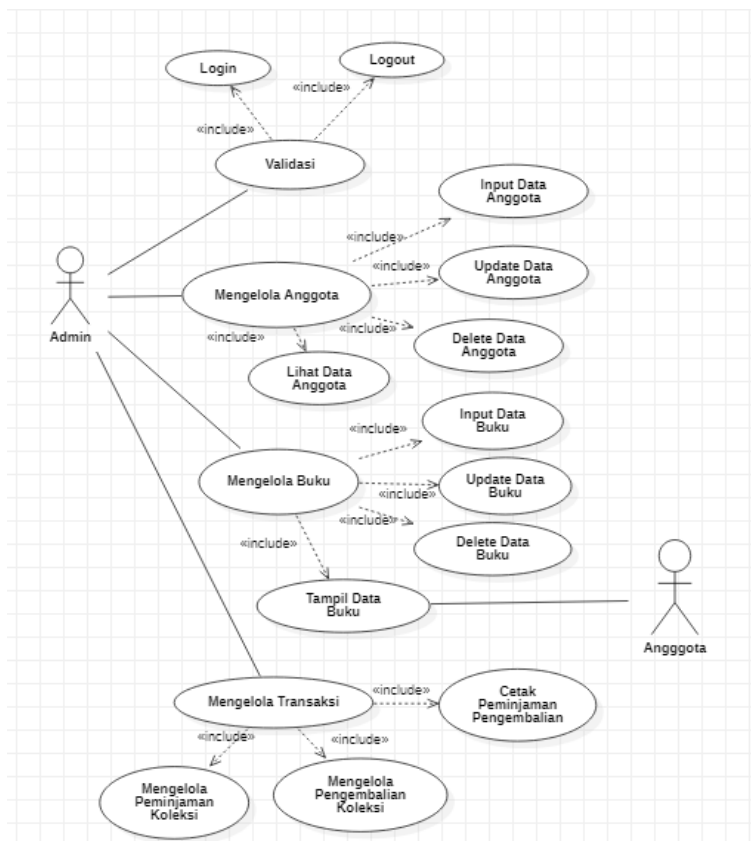 Login
Logout
«include»
«include»
Validasi
Input Data
Anggota
«include»
Update Data
Anggota
«include»
Mengelola Anggota
Admin
«include»
«include»
Delete Data
Anggota
Lihat Data
Anggota
Input Data
Buku
«include»
Mengelola Buku
Update Data
Buku
«include»
«include»
Delete Data
Buku
«include»
Tampil Data
Buku
Angggota
Mengelola Transaksi
«include»
Cetak
Peminjaman
Pengembalian
«include»
«include»
Mengelola
Peminjaman
Koleksi
Mengelola
Pengembalian
Koleksi